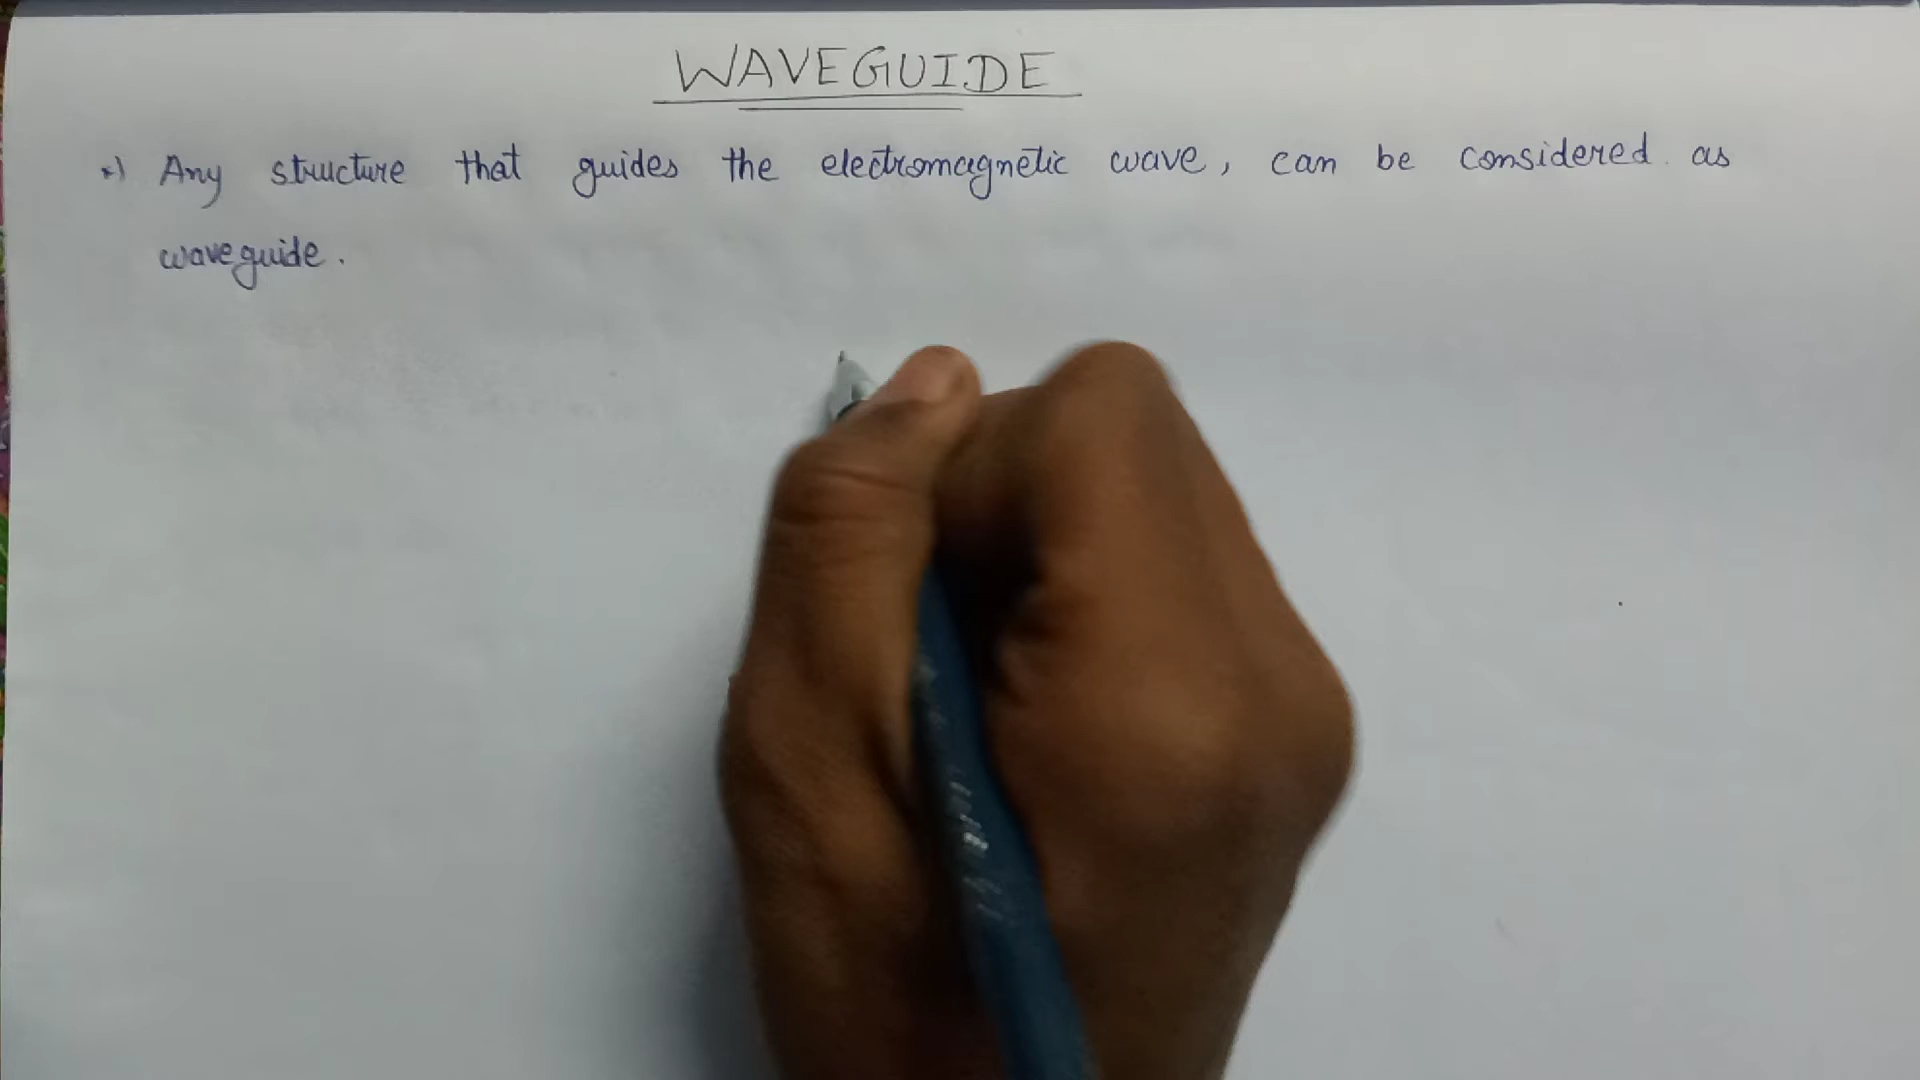 WAVEGUIDE
*) Any structure that guides the electromagnetic wave, can be considered as
waveguide.